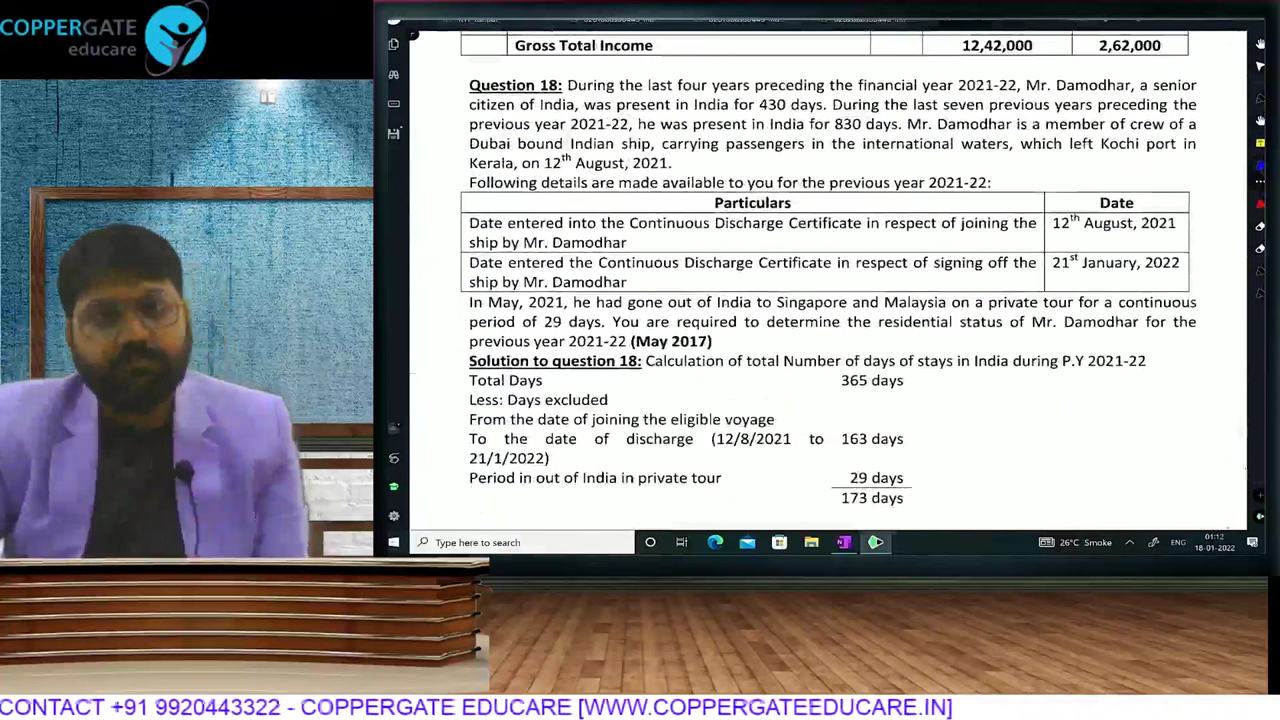 COPPERGATE
educare
Gross Total Income 12,42,000 2,62,000
Question 18: During the last four years preceding the financial year 2021-22, Mr. Damodhar, a senior
citizen of India, was present in India for 430 days. During the last seven previous years preceding the
previous year 2021-22, he was present in India for 830 days. Mr. Damodhar is a member of crew of a
Dubai bound Indian ship, carrying passengers in the international waters, which left Kochi port in
Kerala, on 12th August, 2021.
Following details are made available to you for the previous year 2021-22:
Particulars Date
Date entered into the Continuous Discharge Certificate in respect of joining the 12th August, 2021
ship by Mr. Damodhar
Date entered the Continuous Discharge Certificate in respect of signing off the 21st January, 2022
ship by Mr. Damodhar
In May, 2021, he had gone out of India to Singapore and Malaysia on a private tour for a continuous
period of 29 days. You are required to determine the residential status of Mr. Damodhar for the
previous year 2021-22 (May 2017)
Solution to question 18: Calculation of total Number of days of stays in India during P.Y 2021-22
Total Days 365 days
Less: Days excluded
From the date of joining the eligible voyage
To the date of discharge (12/8/2021 to 163 days
21/1/2022)
Period in out of India in private tour 29 days
173 days
Type here to search
26°C Smoke
ENG
01:12
18-01-2022
CONTACT +91 9920443322 - COPPERGATE EDUCARE [WWW.COPPERGATEEDUCARE.IN]